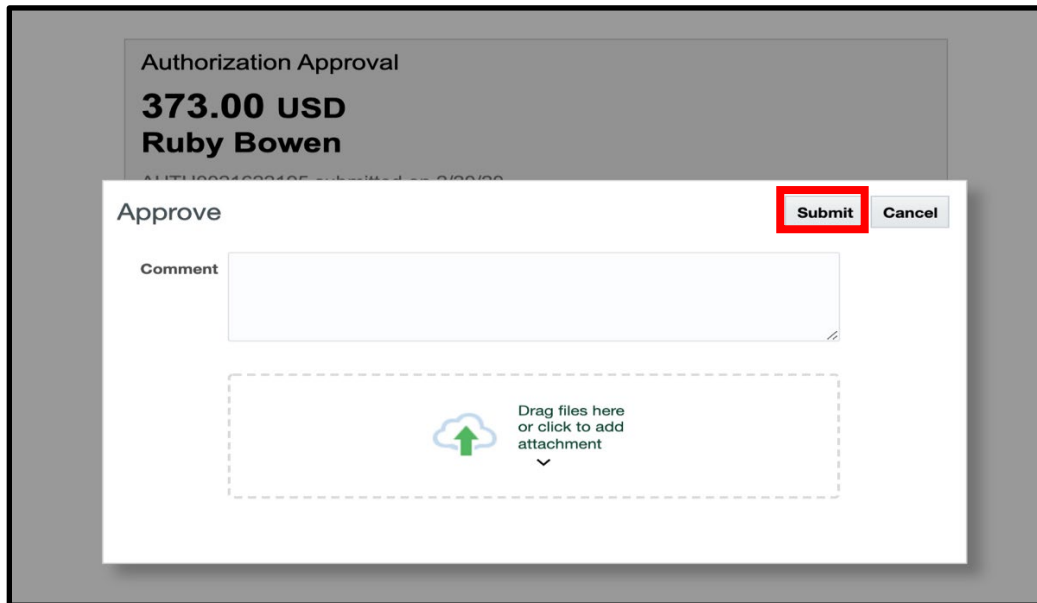 Authorization Approval
373.00 USD
Ruby Bowen
Approve
Submit
Cancel
Comment
Drag files here
or click to add
attachment